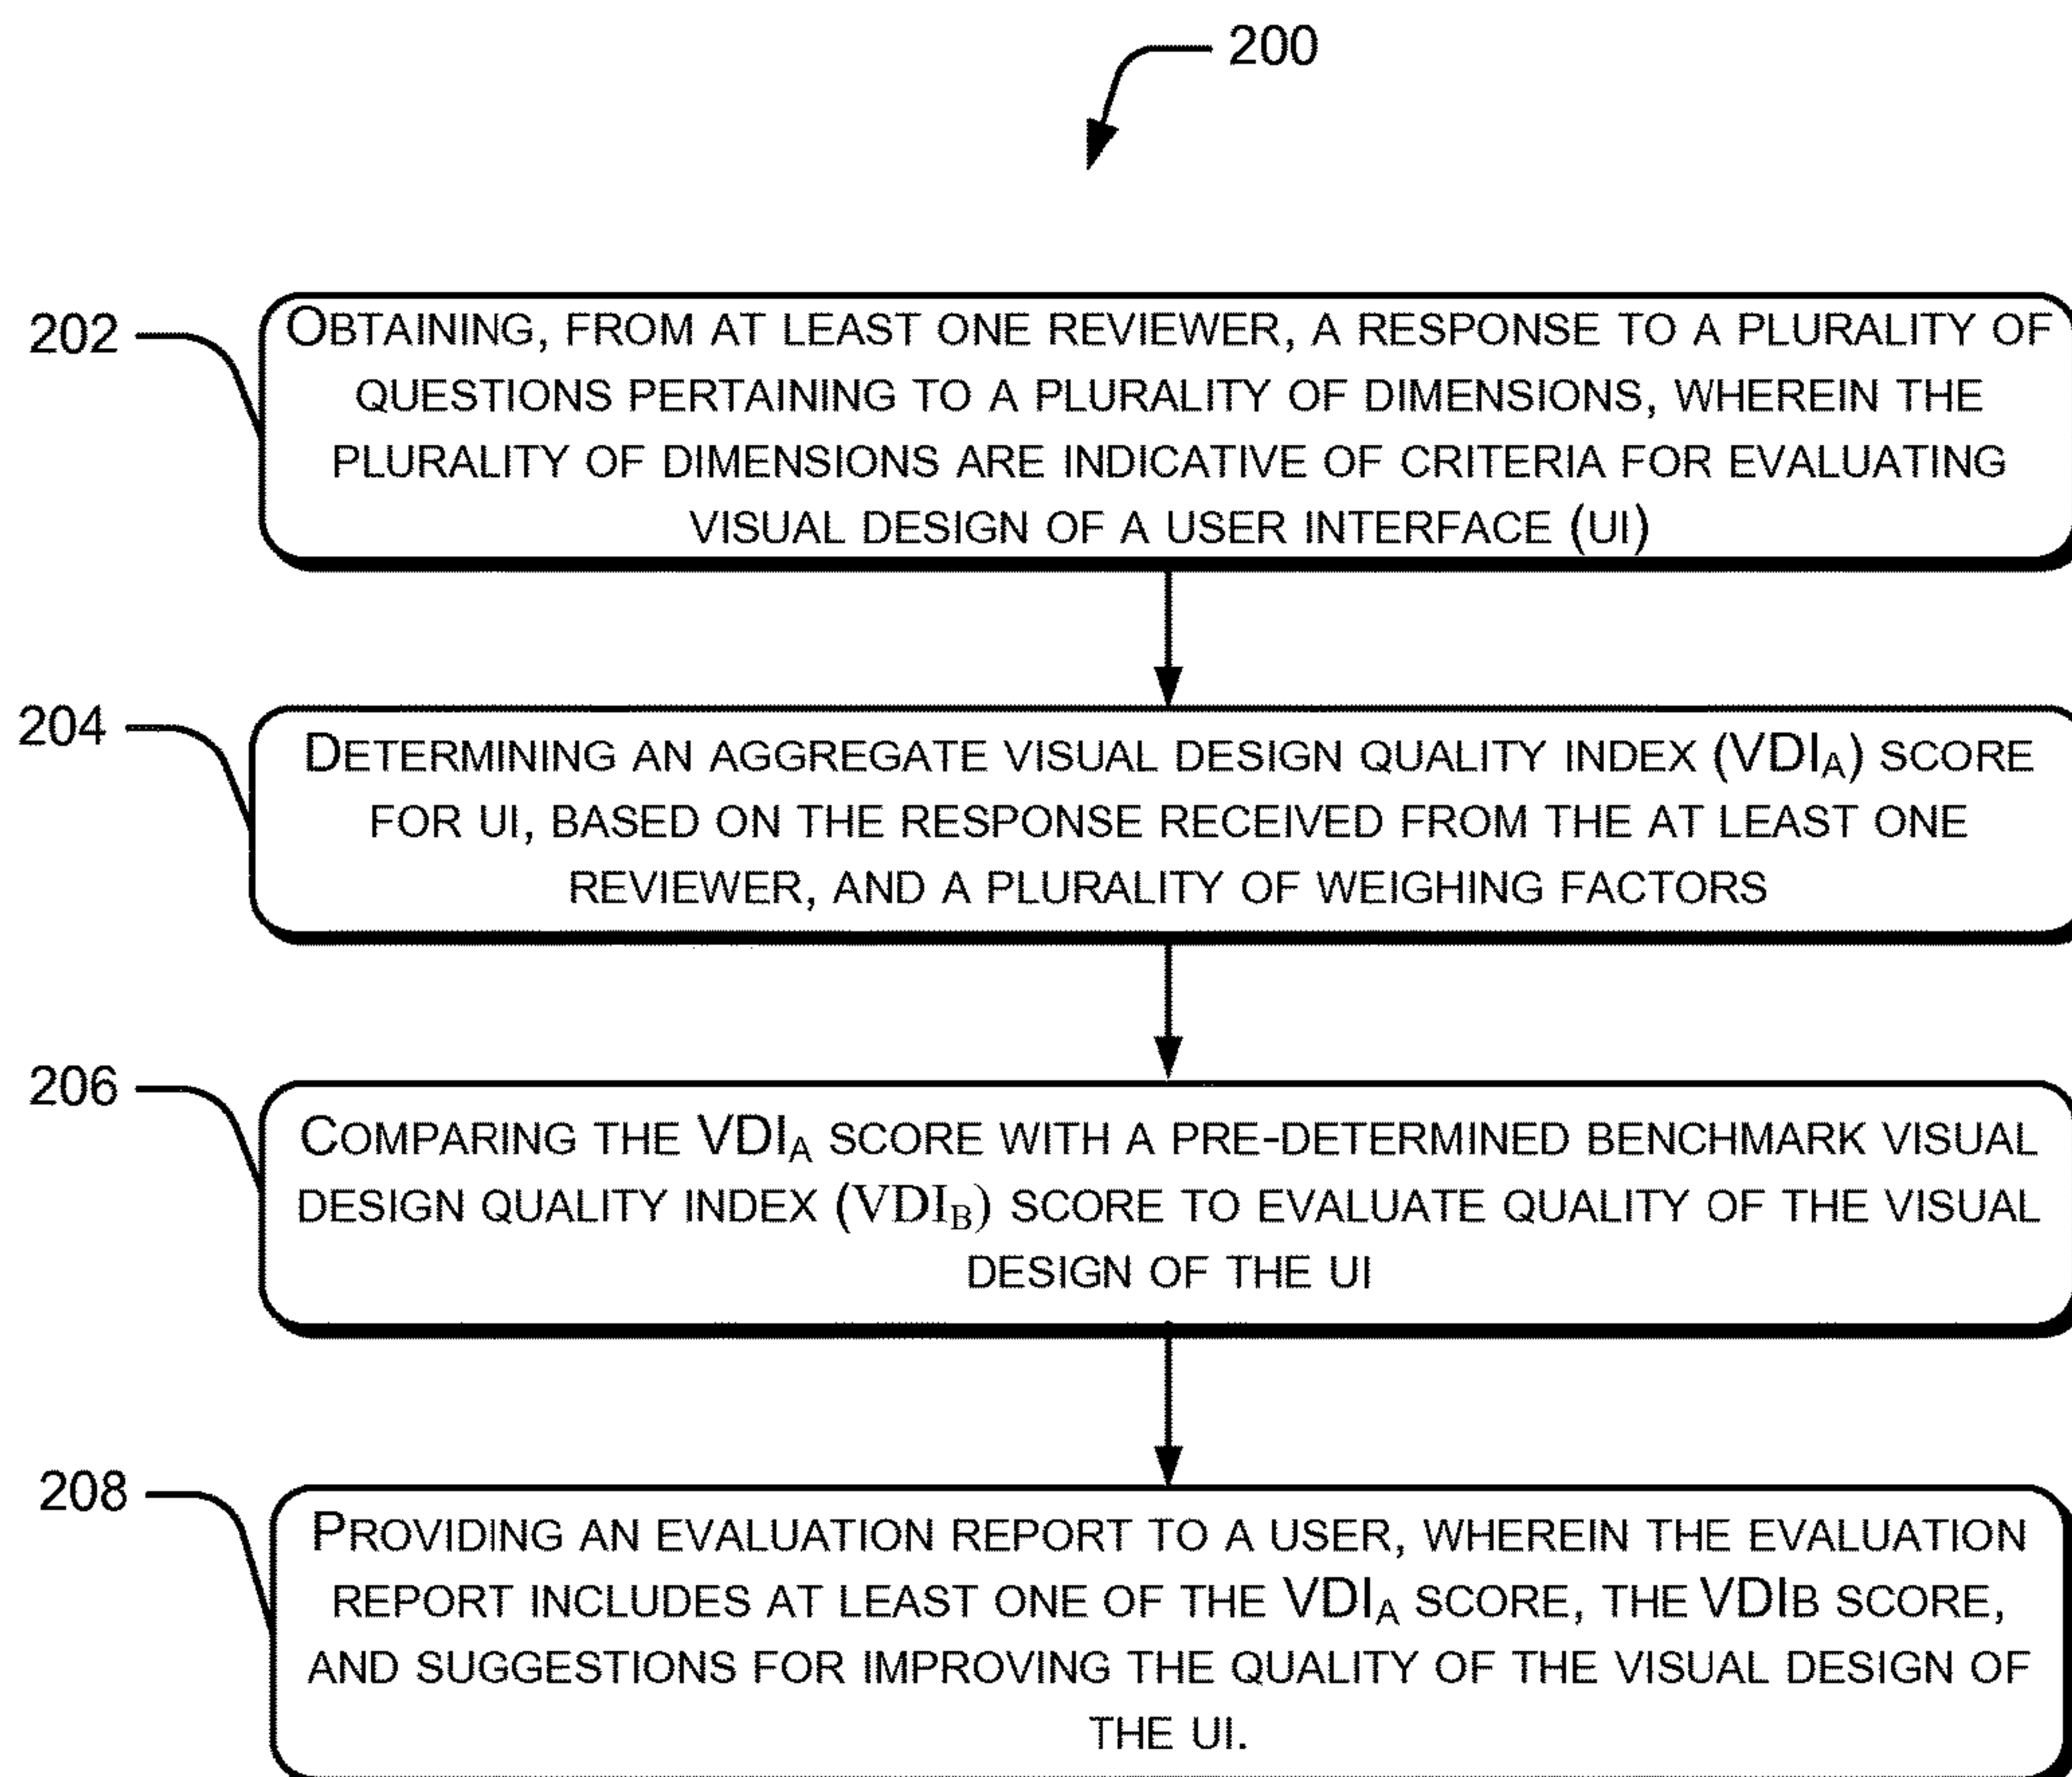 200
202
OBTAINING, FROM AT LEAST ONE REVIEWER, A RESPONSE TO A PLURALITY OF
QUESTIONS PERTAINING TO A PLURALITY OF DIMENSIONS, WHEREIN THE
PLURALITY OF DIMENSIONS ARE INDICATIVE OF CRITERIA FOR EVALUATING
VISUAL DESIGN OF A USER INTERFACE (UI)
204
DETERMINING AN AGGREGATE VISUAL DESIGN QUALITY INDEX (VDIA) SCORE
FOR UI, BASED ON THE RESPONSE RECEIVED FROM THE AT LEAST ONE
REVIEWER, AND A PLURALITY OF WEIGHING FACTORS
206
COMPARING THE VDIA SCORE WITH A PRE-DETERMINED BENCHMARK VISUAL
DESIGN QUALITY INDEX (VDIB) SCORE TO EVALUATE QUALITY OF THE VISUAL
DESIGN OF THE UI
208
PROVIDING AN EVALUATION REPORT TO A USER, WHEREIN THE EVALUATION
REPORT INCLUDES AT LEAST ONE OF THE VDIA SCORE, THE VDIB SCORE,
AND SUGGESTIONS FOR IMPROVING THE QUALITY OF THE VISUAL DESIGN OF
THE UI.